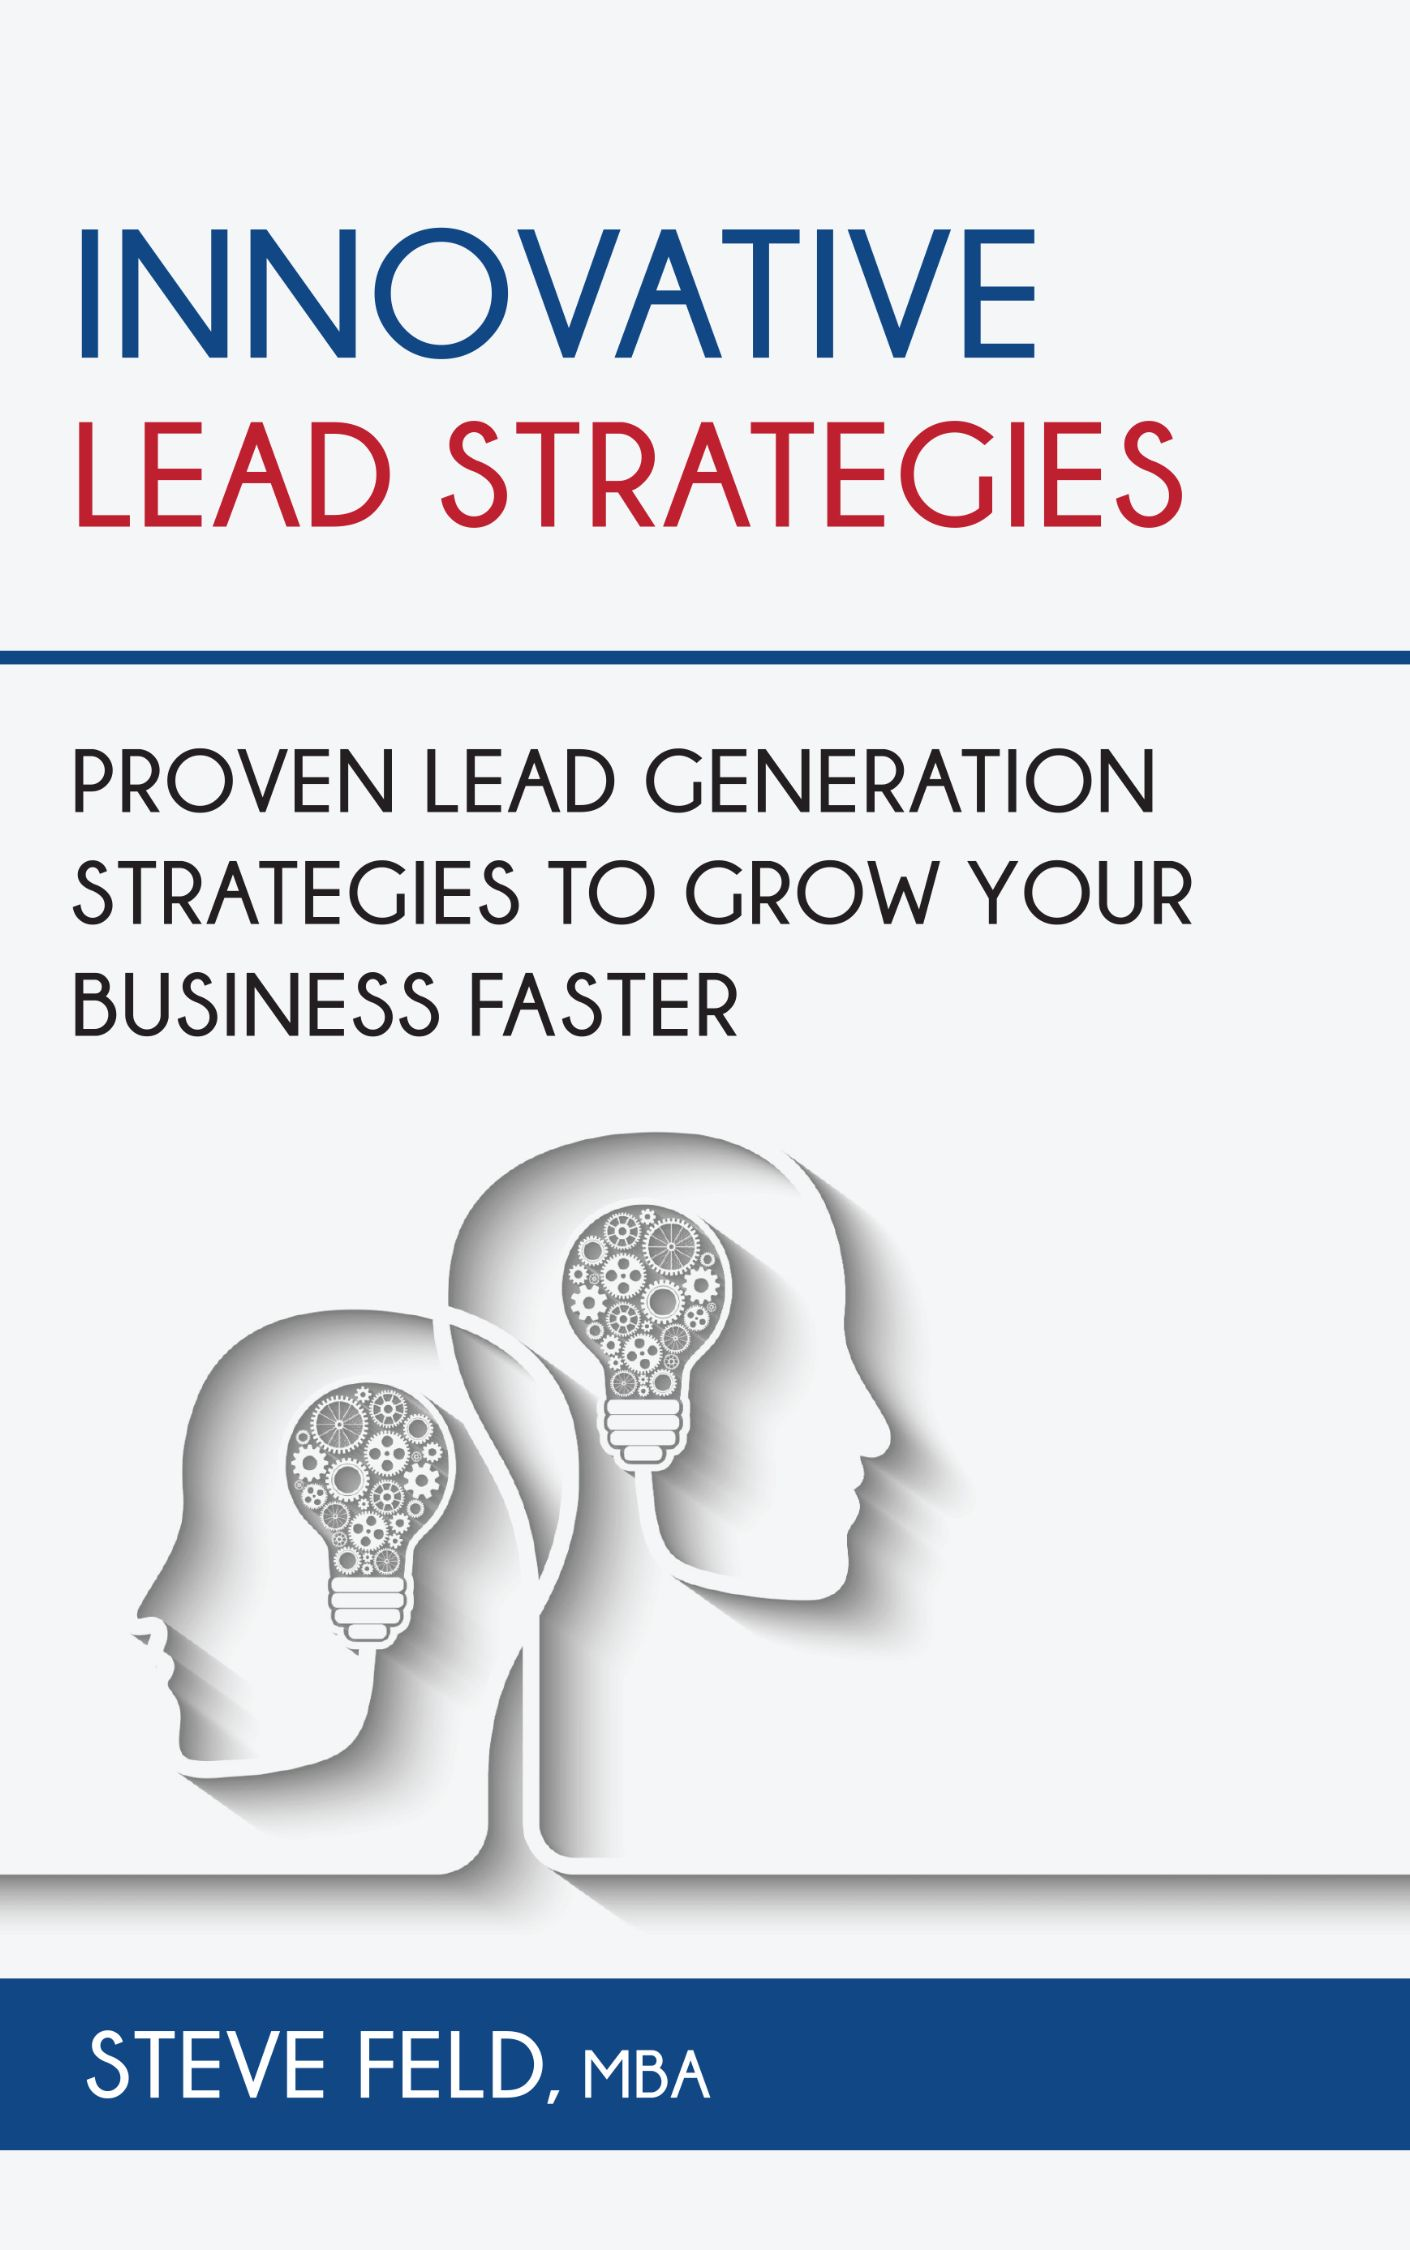 INNOVATIVE
LEAD STRATEGIES
PROVEN LEAD GENERATION
STRATEGIES TO GROW YOUR
BUSINESS FASTER
STEVE FELD, MBA